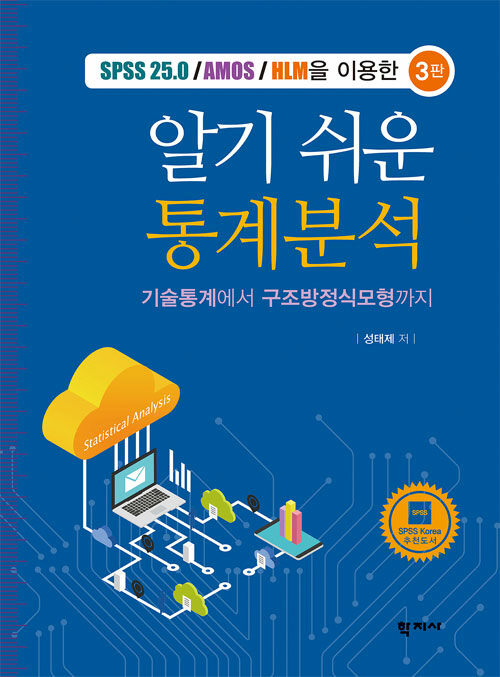 SPSS 25.0 / AMOS / HLM을 이용한 3판
알기 쉬운
통계분석
기술통계에서 구조방정식모형까지
| 성태제 저 |
Statistical Analysis
SPSS
SPSS Korea
추천도서
학지사